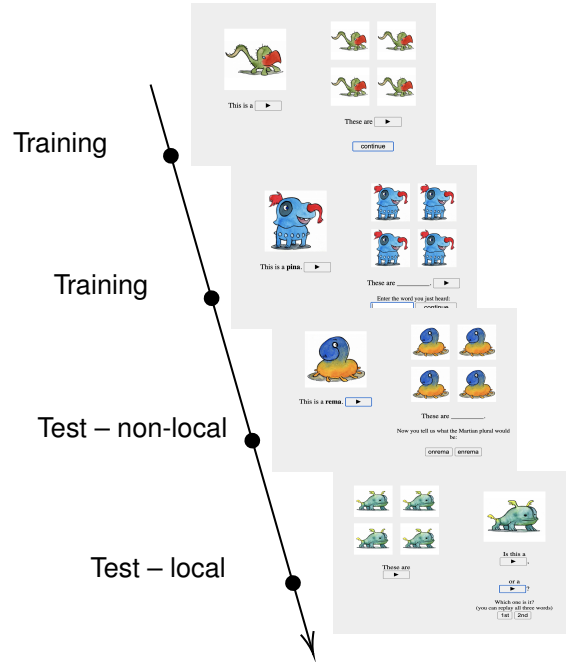 This is a ▶
These are ▶
continue
Training
This is a pina. ▶
These are ________. ▶
Enter the word you just heard:
continue
Training
This is a rema. ▶
These are ________.
Now you tell us what the Martian plural would
be:
onrema enrema
Test – non-local
These are
▶
Is this a
▶.
or a
▶?
Which one is it?
(you can replay all three words)
1st 2nd
Test – local